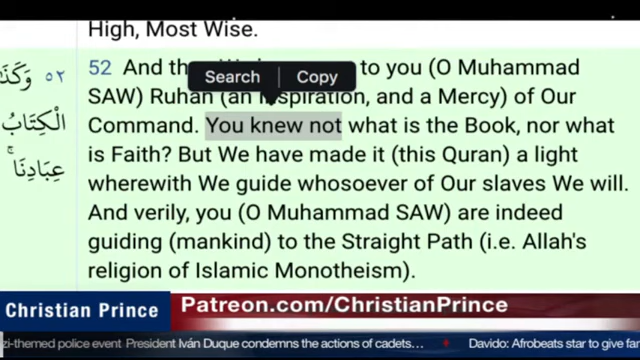 High, Most Wise.
52 And th
to you (O Muhammad
Search Copy
SAW) Ruhan (an inspiration, and a Mercy) of Our
Command. You knew not what is the Book, nor what
is Faith? But We have made it (this Quran) a light
wherewith We guide whosoever of Our slaves We will.
And verily, you (O Muhammad SAW) are indeed
guiding (mankind) to the Straight Path (i.e. Allah's
religion of Islamic Monotheism).
٥٢
الْكِتَابُ
عِبَادِنَا ۚ
Christian Prince
Patreon.com/ChristianPrince
zi-themed police event President Iván Duque condemns the actions of cadets… Davido: Afrobeats star to give